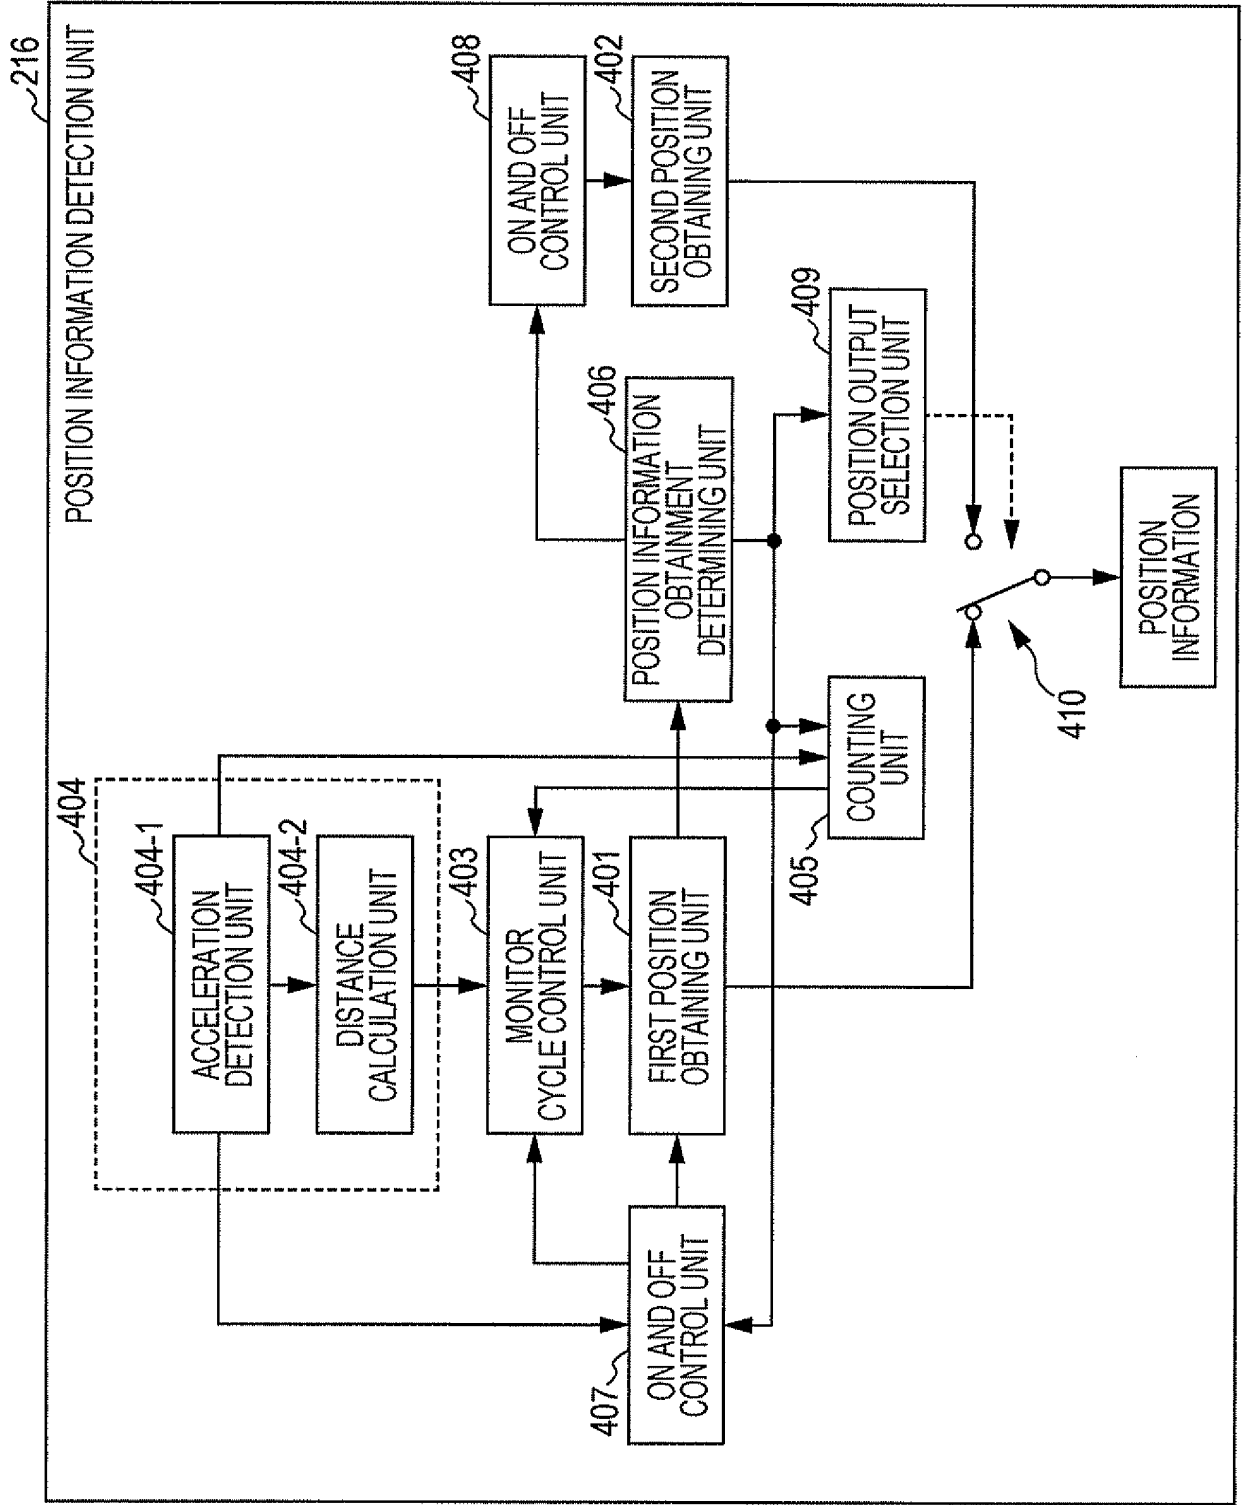 216
POSITION INFORMATION DETECTION UNIT
404
404-1
ACCELERATION
DETECTION UNIT
404-2
DISTANCE
CALCULATION UNIT
403
MONITOR
CYCLE CONTROL UNIT
401
FIRST POSITION
OBTAINING UNIT
407
ON AND OFF
CONTROL UNIT
405
COUNTING
UNIT
406
POSITION INFORMATION
OBTAINMENT
DETERMINING UNIT
408
ON AND OFF
CONTROL UNIT
402
SECOND POSITION
OBTAINING UNIT
409
POSITION OUTPUT
SELECTION UNIT
410
POSITION
INFORMATION